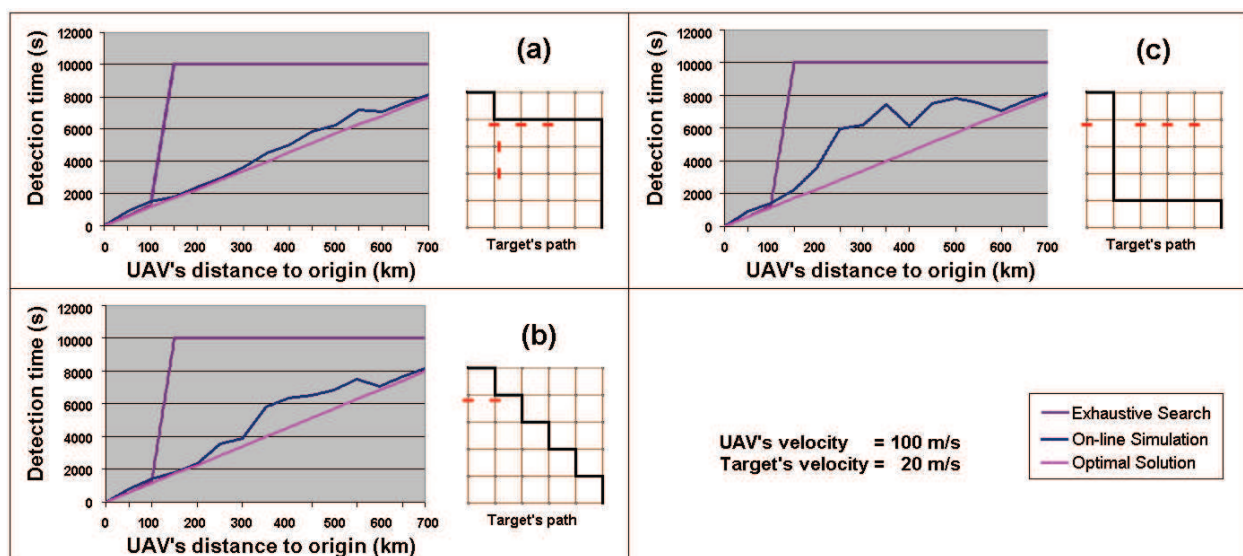 (a)
Detection time (s)
12000
10000
8000
6000
4000
2000
0
0 100 200 300 400 500 600 700
UAV's distance to origin (km)
Target's path
(c)
Detection time (s)
12000
10000
8000
6000
4000
2000
0
0 100 200 300 400 500 600 700
UAV's distance to origin (km)
Target's path
(b)
Detection time (s)
12000
10000
8000
6000
4000
2000
0
0 100 200 300 400 500 600 700
UAV's distance to origin (km)
Target's path
UAV's velocity = 100 m/s
Target's velocity = 20 m/s
Exhaustive Search
On-line Simulation
Optimal Solution